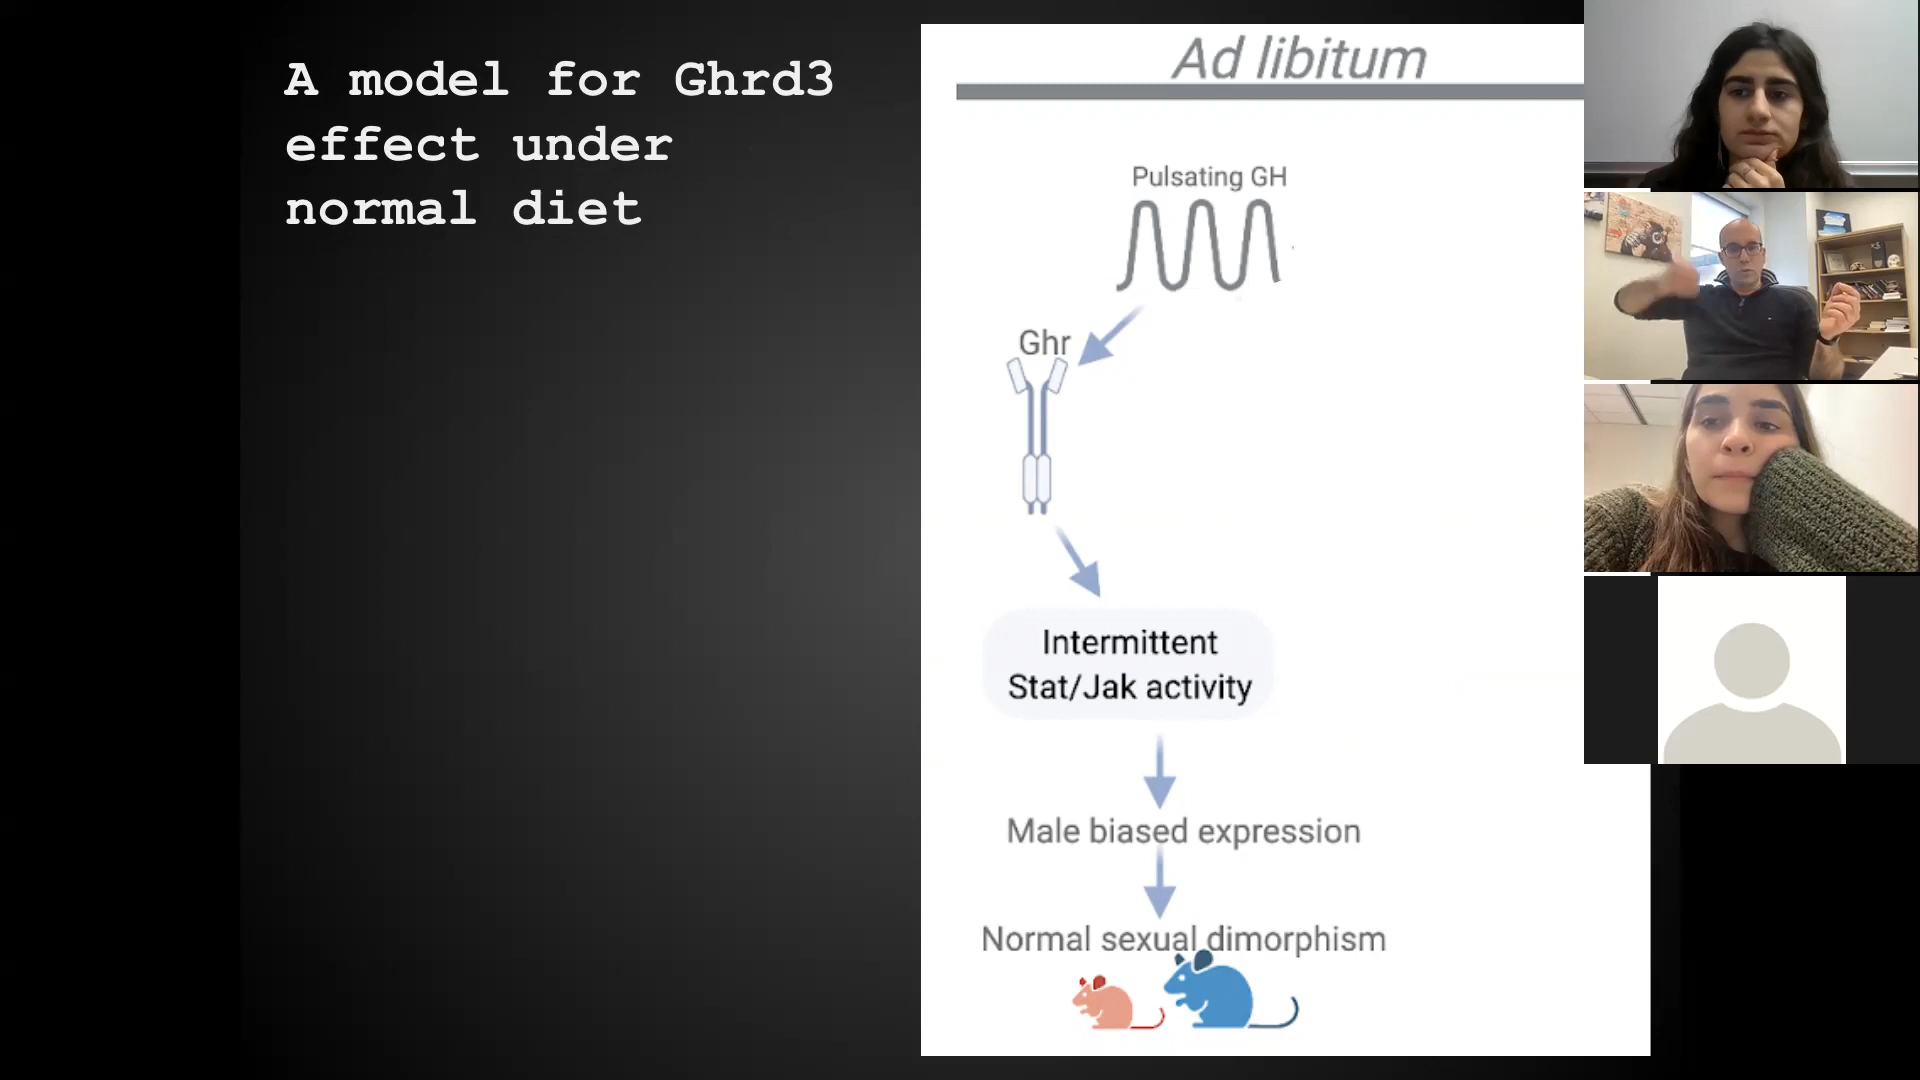 A model for Ghrd3
effect under
normal diet
Ad libitum
Pulsating GH
Ghr
Intermittent
Stat/Jak activity
Male biased expression
Normal sexual dimorphism